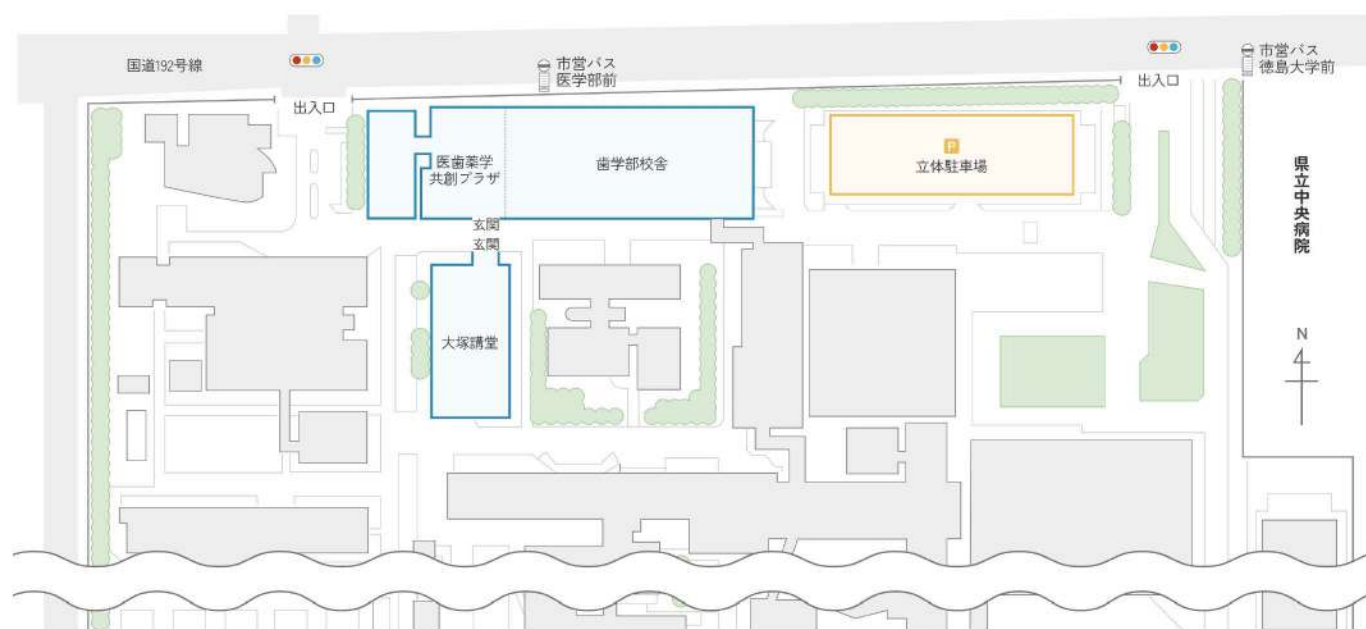 国道192号線
市営バス
医学部前
市営バス
徳島大学前
出入口
出入口
医歯薬学
共創プラザ
歯学部校舎
P
立体駐車場
県立中央病院
玄関
玄関
大塚講堂
N